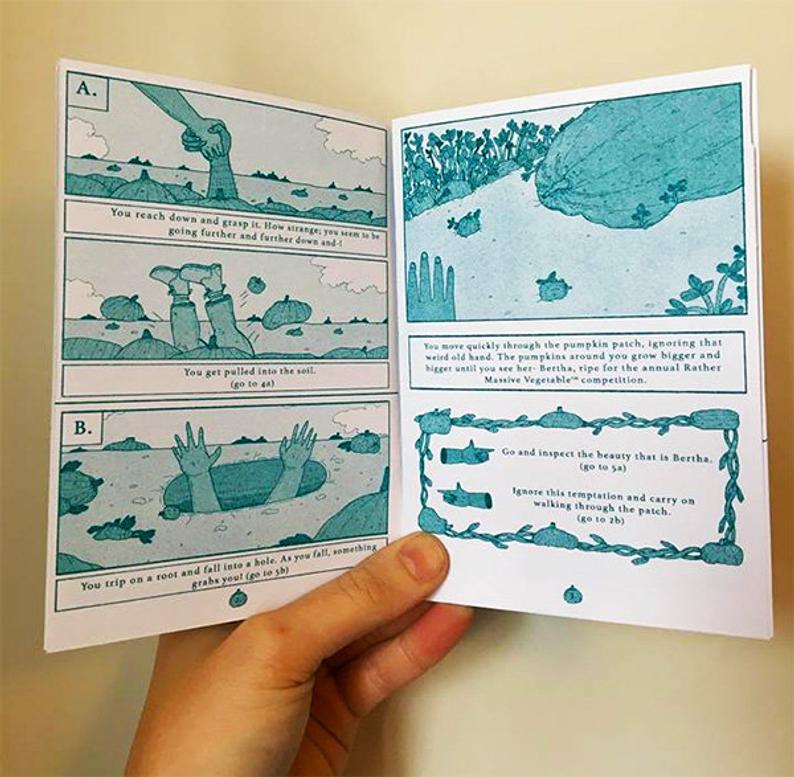 A.
You reach down and grasp it. How strange; you seem to be
going further and further down and-!
You get pulled into the soil.
(go to 4a)
B.
You trip on a root and fall into a hole. As you fall, something
grabs you! (go to 5b)
2.
You move quickly through the pumpkin patch, ignoring that
weird old hand. The pumpkins around you grow bigger and
bigger until you see her- Bertha, ripe for the annual Rather
Massive Vegetable™ competition.
Go and inspect the beauty that is Bertha.
(go to 5a)
Ignore this temptation and carry on
walking through the patch.
(go to 2b)
3.